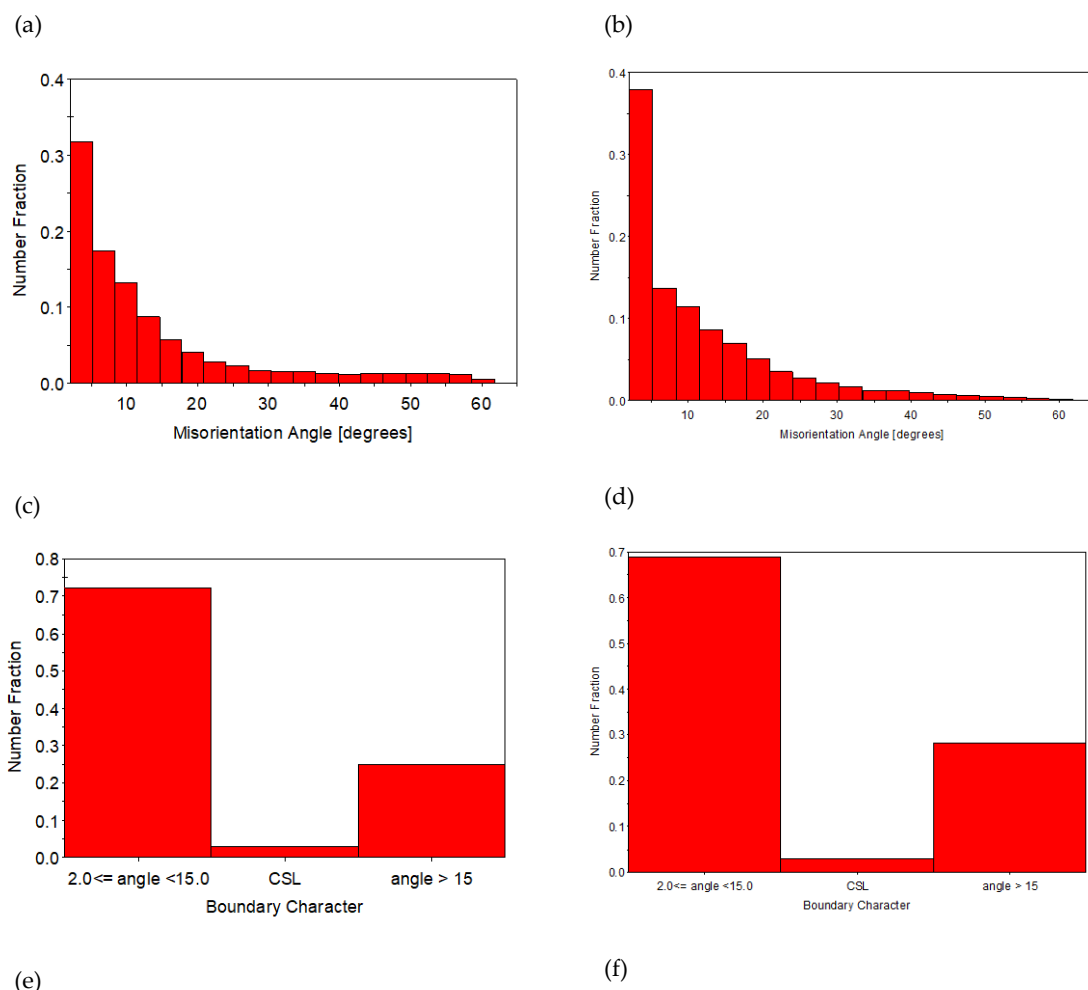 (a)
(b)
0.4
0.3
0.2
0.1
0.0
Number Fraction
10 20 30 40 50 60
Misorientation Angle [degrees]
0.4
0.3
0.2
0.1
0.0
Number Fraction
10 20 30 40 50 60
Misorientation Angle [degrees]
(c)
(d)
0.8
0.7
0.6
0.5
0.4
0.3
0.2
0.1
0.0
Number Fraction
2.0<= angle <15.0 CSL angle > 15
Boundary Character
0.7
0.6
0.5
0.4
0.3
0.2
0.1
0.0
Number Fraction
2.0<= angle <15.0 CSL angle > 15
Boundary Character
(e)
(f)